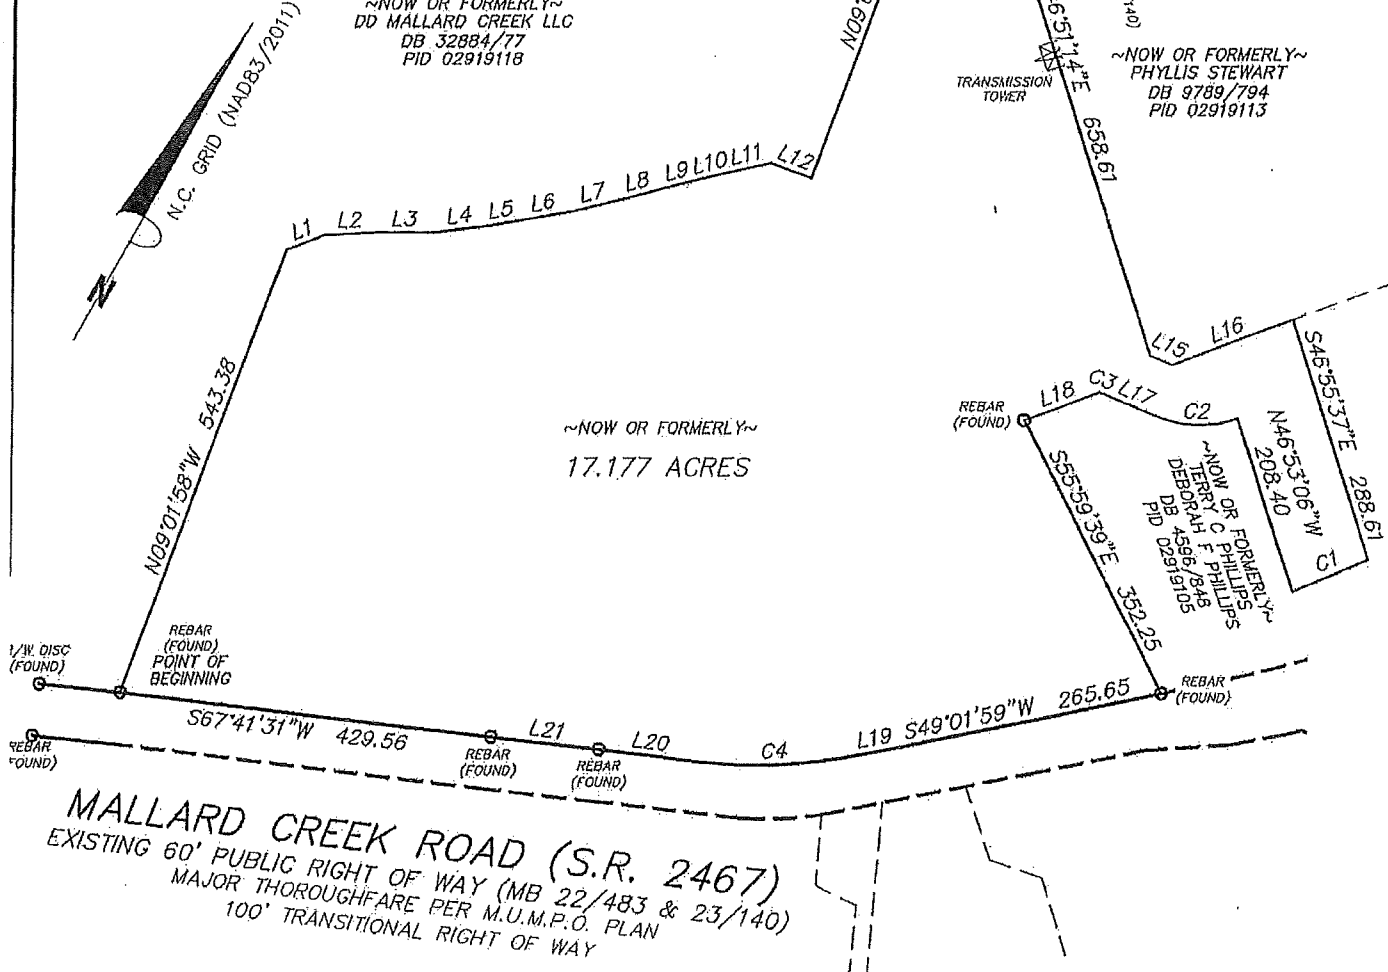 ~NOW OR FORMERLY~
DD MALLARD CREEK LLC
DB 32884/77
PID 02919118
N.C. GRID (NAD83/2011)
N
TRANSMISSION
TOWER
~NOW OR FORMERLY~
PHYLLIS STEWART
DB 9789/794
PID 02919113
6°51'14"E 658.61
L1
L2
L3
L4
L5
L6
L7
L8
L9
L10
L11
L12
L15
L16
S46°55'37"E 288.61
N09°01'58"W 543.38
~NOW OR FORMERLY~
17.177 ACRES
REBAR
(FOUND)
L18
C3
L17
C2
N46°53'06"W
208.40
C1
~NOW OR FORMERLY~
TERRY C PHILLIPS
DEBORAH F PHILLIPS
DB 4596/848
PID 02919105
S55°59'39"E 352.25
/W DISC
(FOUND)
REBAR
(FOUND)
POINT OF
BEGINNING
REBAR
FOUND)
S67°41'31"W 429.56
REBAR
(FOUND)
L21
REBAR
(FOUND)
L20
C4
L19
S49°01'59"W 265.65
REBAR
(FOUND)
MALLARD CREEK ROAD (S.R. 2467)
EXISTING 60' PUBLIC RIGHT OF WAY (MB 22/483 & 23/140)
MAJOR THOROUGHFARE PER M.U.M.P.O. PLAN
100' TRANSITIONAL RIGHT OF WAY